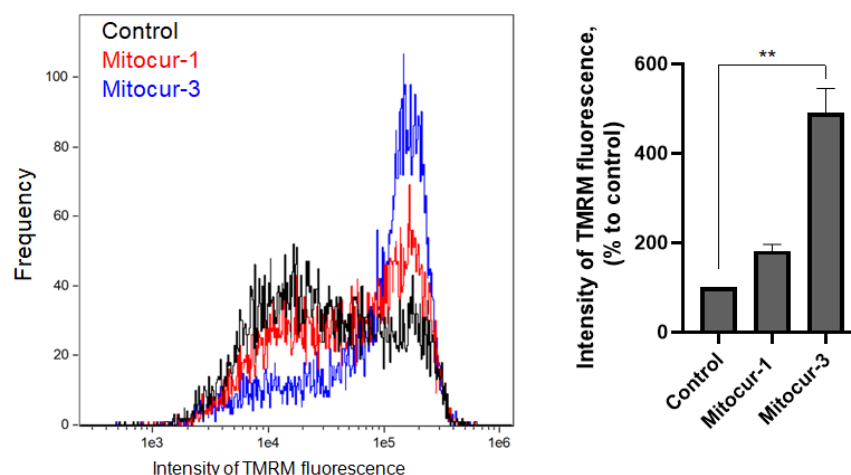 Control
Mitocur-1
Mitocur-3
Frequency
100
80
60
40
20
0
1e3 1e4 1e5 1e6
Intensity of TMRM fluorescence
Intensity of TMRM fluorescence,
(% to control)
600
400
200
0
**
Control
Mitocur-1
Mitocur-3